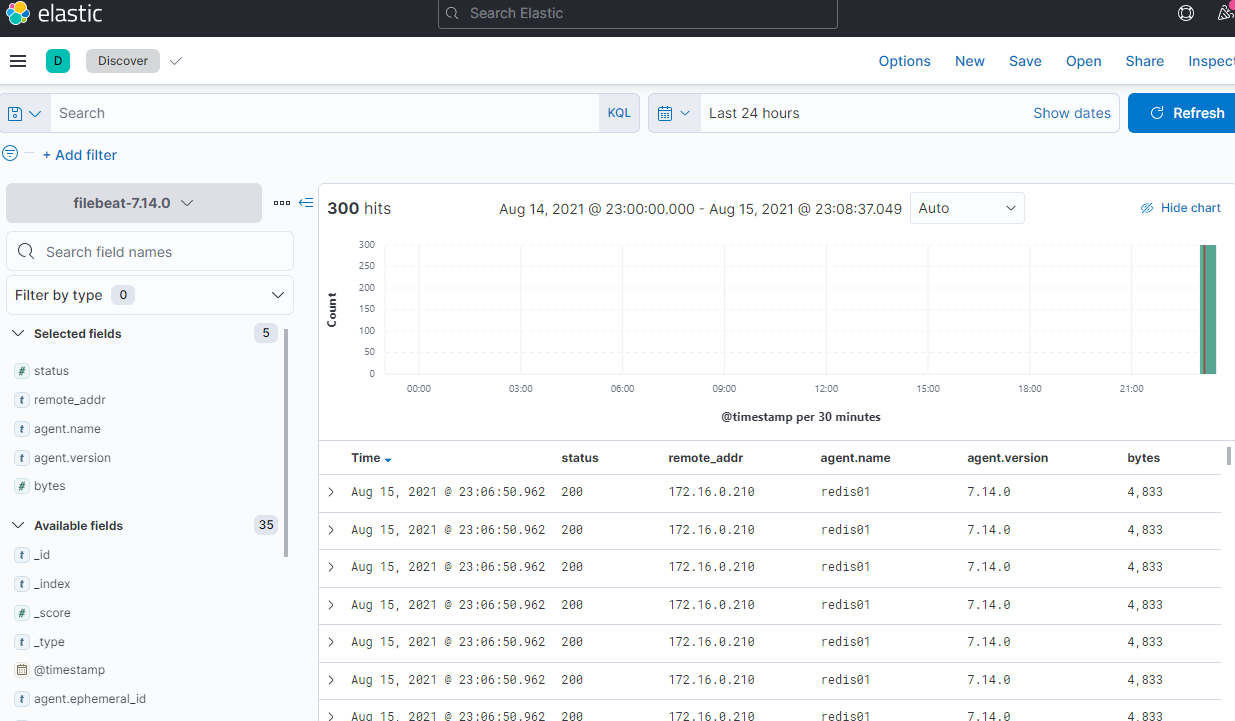 elastic
Search Elastic
D
Discover
Options New Save Open Share Inspect
Search
KQL
Last 24 hours
Show dates
Refresh
+ Add filter
filebeat-7.14.0
Search field names
Filter by type 0
Selected fields 5
# status
t remote_addr
t agent.name
t agent.version
# bytes
Available fields 35
t _id
t _index
# _score
t _type
@timestamp
t agent.ephemeral_id
300 hits
Aug 14, 2021 @ 23:00:00.000 - Aug 15, 2021 @ 23:08:37.049
Auto
Hide chart
Count
300
250
200
150
100
50
0
00:00 03:00 06:00 09:00 12:00 15:00 18:00 21:00
@timestamp per 30 minutes
Time status remote_addr agent.name agent.version bytes
Aug 15, 2021 @ 23:06:50.962 200 172.16.0.210 redis01 7.14.0 4,833
Aug 15, 2021 @ 23:06:50.962 200 172.16.0.210 redis01 7.14.0 4,833
Aug 15, 2021 @ 23:06:50.962 200 172.16.0.210 redis01 7.14.0 4,833
Aug 15, 2021 @ 23:06:50.962 200 172.16.0.210 redis01 7.14.0 4,833
Aug 15, 2021 @ 23:06:50.962 200 172.16.0.210 redis01 7.14.0 4,833
Aug 15, 2021 @ 23:06:50.962 200 172.16.0.210 redis01 7.14.0 4,833
Aug 15, 2021 @ 23:06:50.962 200 172.16.0.210 redis01 7.14.0 4,833